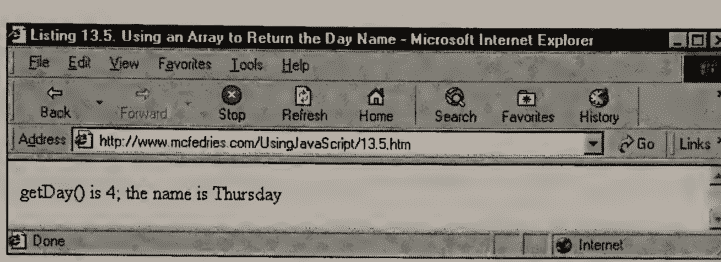 Listing 13.5. Using an Array to Return the Day Name - Microsoft Internet Explorer
File Edit View Favorites Tools Help
Back Forward Stop Refresh Home Search Favorites History
Address http://www.mcfedries.com/UsingJavaScript/13.5.htm Go Links »
getDay() is 4; the name is Thursday
Done Internet